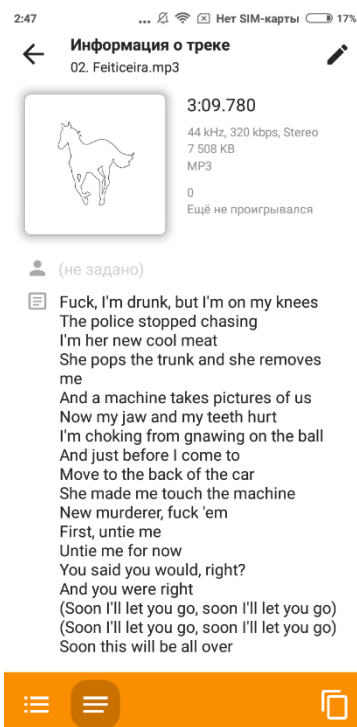 2:47 ... Нет SIM-карты 17%
Информация о треке
02. Feiticeira.mp3
3:09.780
44 kHz, 320 kbps, Stereo
7 508 KB
MP3
0
Ещё не проигрывался
(не задано)
Fuck, I'm drunk, but I'm on my knees
The police stopped chasing
I'm her new cool meat
She pops the trunk and she removes
me
And a machine takes pictures of us
Now my jaw and my teeth hurt
I'm choking from gnawing on the ball
And just before I come to
Move to the back of the car
She made me touch the machine
New murderer, fuck 'em
First, untie me
Untie me for now
You said you would, right?
And you were right
(Soon I'll let you go, soon I'll let you go)
(Soon I'll let you go, soon I'll let you go)
Soon this will be all over